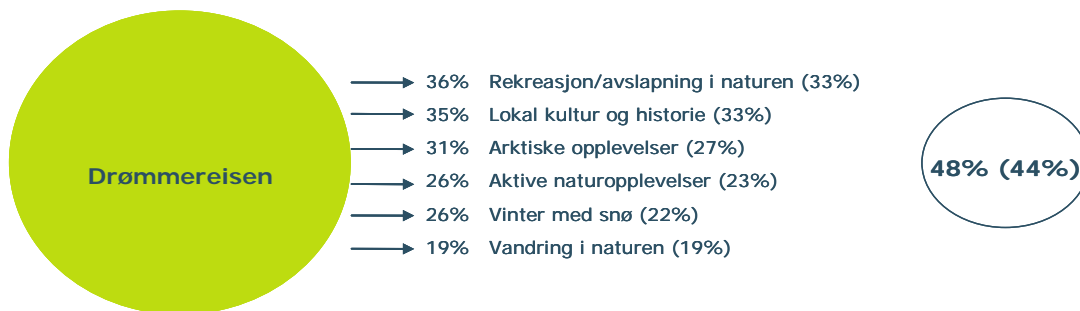 Drømmereisen
36% Rekreasjon/avslapning i naturen (33%)
35% Lokal kultur og historie (33%)
31% Arktiske opplevelser (27%)
26% Aktive naturopplevelser (23%)
26% Vinter med snø (22%)
19% Vandring i naturen (19%)
48% (44%)